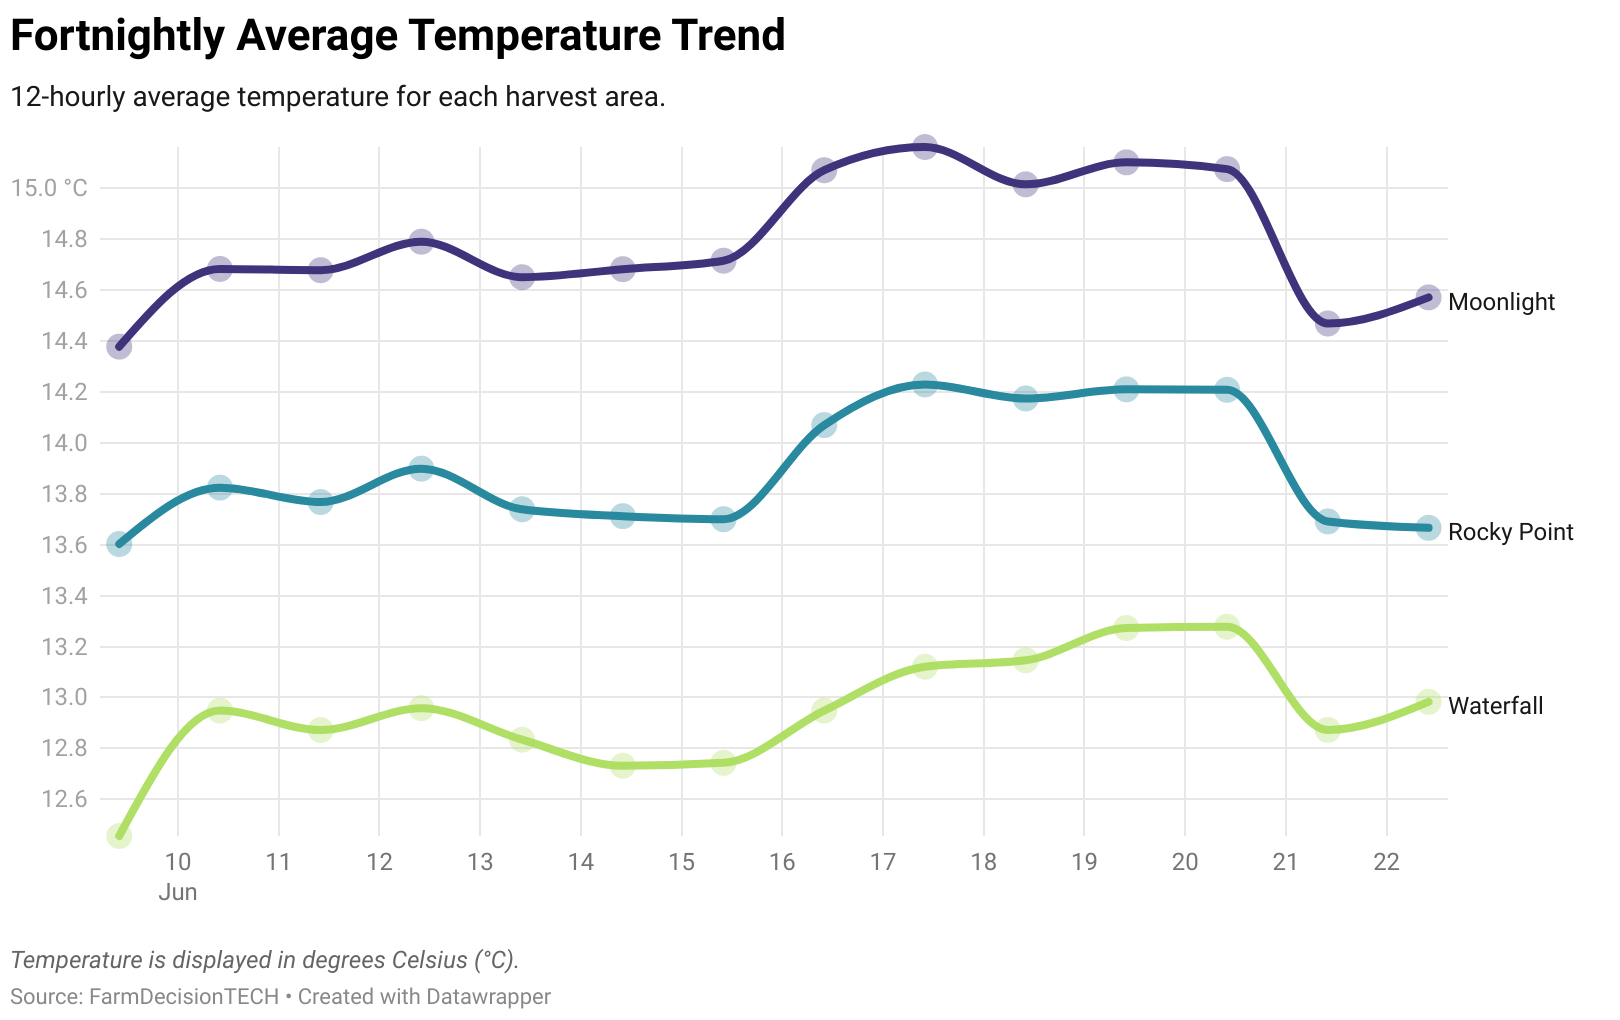 Fortnightly Average Temperature Trend
12-hourly average temperature for each harvest area.
15.0 °C
14.8
14.6
14.4
14.2
14.0
13.8
13.6
13.4
13.2
13.0
12.8
12.6
Moonlight
Rocky Point
Waterfall
10 11 12 13 14 15 16 17 18 19 20 21 22
Jun
Temperature is displayed in degrees Celsius (°C).
Source: FarmDecisionTECH • Created with Datawrapper